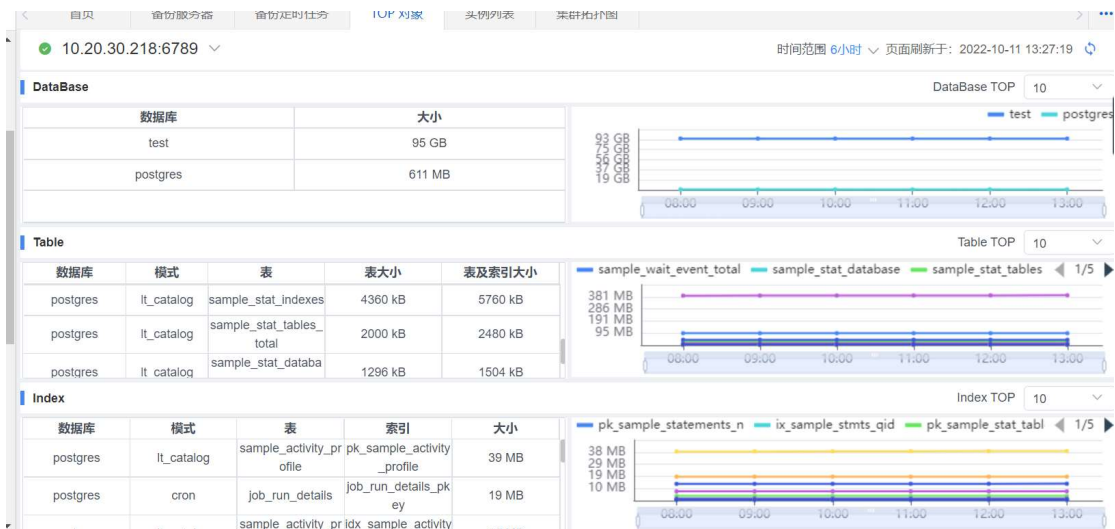 首页 备份服务器 备份定时任务 TOP 对象 实例列表 集群拓扑图
10.20.30.218:6789
时间范围 6小时 页面刷新于：2022-10-11 13:27:19
DataBase
DataBase TOP 10
数据库 大小
test 95 GB
postgres 611 MB
test postgres
93 GB
75 GB
56 GB
37 GB
19 GB
08:00 09:00 10:00 11:00 12:00 13:00
Table
Table TOP 10
数据库 模式 表 表大小 表及索引大小
postgres lt_catalog sample_stat_indexes 4360 kB 5760 kB
postgres lt_catalog sample_stat_tables_
total 2000 kB 2480 kB
postgres lt_catalog sample_stat_databa 1296 kB 1504 kB
sample_wait_event_total sample_stat_database sample_stat_tables 1/5
381 MB
286 MB
191 MB
95 MB
08:00 09:00 10:00 11:00 12:00 13:00
Index
Index TOP 10
数据库 模式 表 索引 大小
postgres lt_catalog sample_activity_pr
ofile pk_sample_activity
_profile 39 MB
postgres cron job_run_details job_run_details_pk
ey 19 MB
sample_activity_pr idx_sample_activity
pk_sample_statements_n ix_sample_stmts_qid pk_sample_stat_tabl 1/5
38 MB
29 MB
19 MB
10 MB
08:00 09:00 10:00 11:00 12:00 13:00